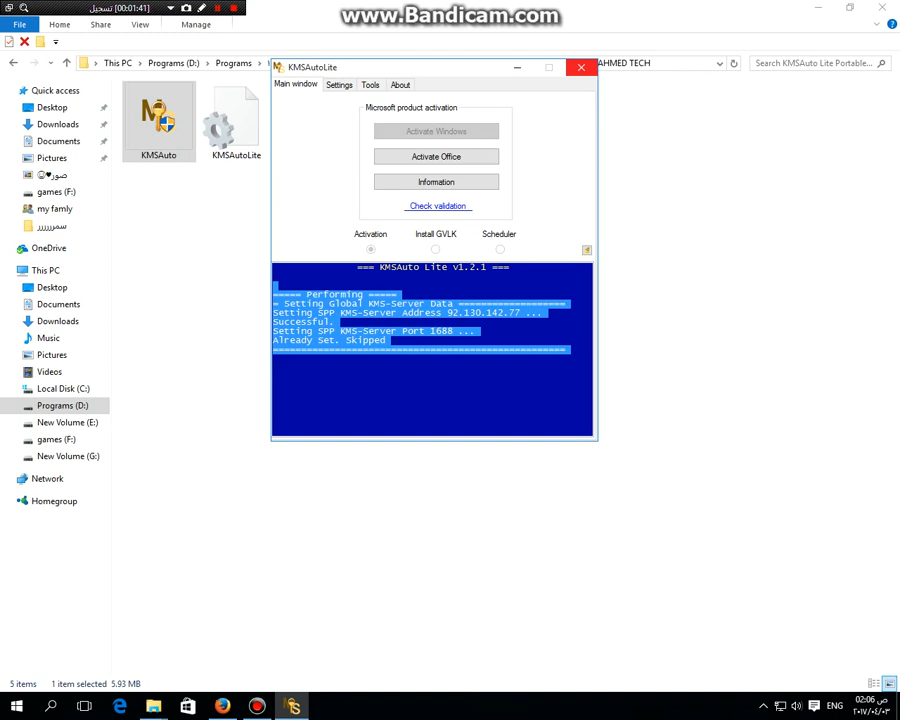 تسجيل [00:01:41]
www.Bandicam.com
File Home Share View Manage
This PC Programs (D:) Programs
AHMED TECH
Search KMSAuto Lite Portable...
Quick access
Desktop
Downloads
Documents
Pictures
صور♥☺
games (F:)
my famly
سمرررررر
OneDrive
This PC
Desktop
Documents
Downloads
Music
Pictures
Videos
Local Disk (C:)
Programs (D:)
New Volume (E:)
games (F:)
New Volume (G:)
Network
Homegroup
KMSAuto
KMSAutoLite
KMSAutoLite
Main window Settings Tools About
Microsoft product activation
Activate Windows
Activate Office
Information
Check validation
Activation Install GVLK Scheduler
=== KMSAuto Lite v1.2.1 ===
===== Performing =====
= Setting Global KMS-Server Data ====================
Setting SPP KMS-Server Address 92.130.142.77 ...
Successful.
Setting SPP KMS-Server Port 1688 ...
Already Set. Skipped
=====================================================
5 items 1 item selected 5.93 MB
ENG
02:06 ص
٢٠١٧/٠٤/٠٣